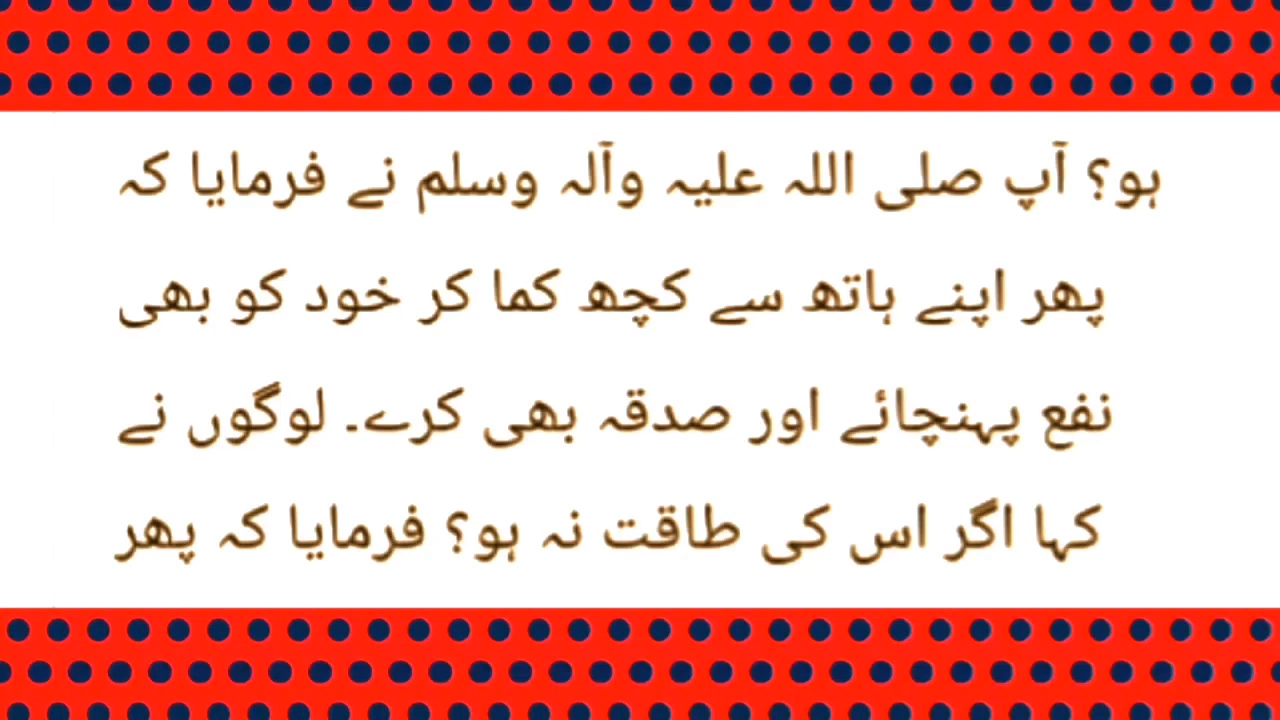 ہو؟ آپ صلی اللہ علیہ وآلہ وسلم نے فرمایا کہ
پھر اپنے ہاتھ سے کچھ کما کر خود کو بھی
نفع پہنچائے اور صدقہ بھی کرے۔ لوگوں نے
کہا اگر اس کی طاقت نہ ہو؟ فرمایا کہ پھر